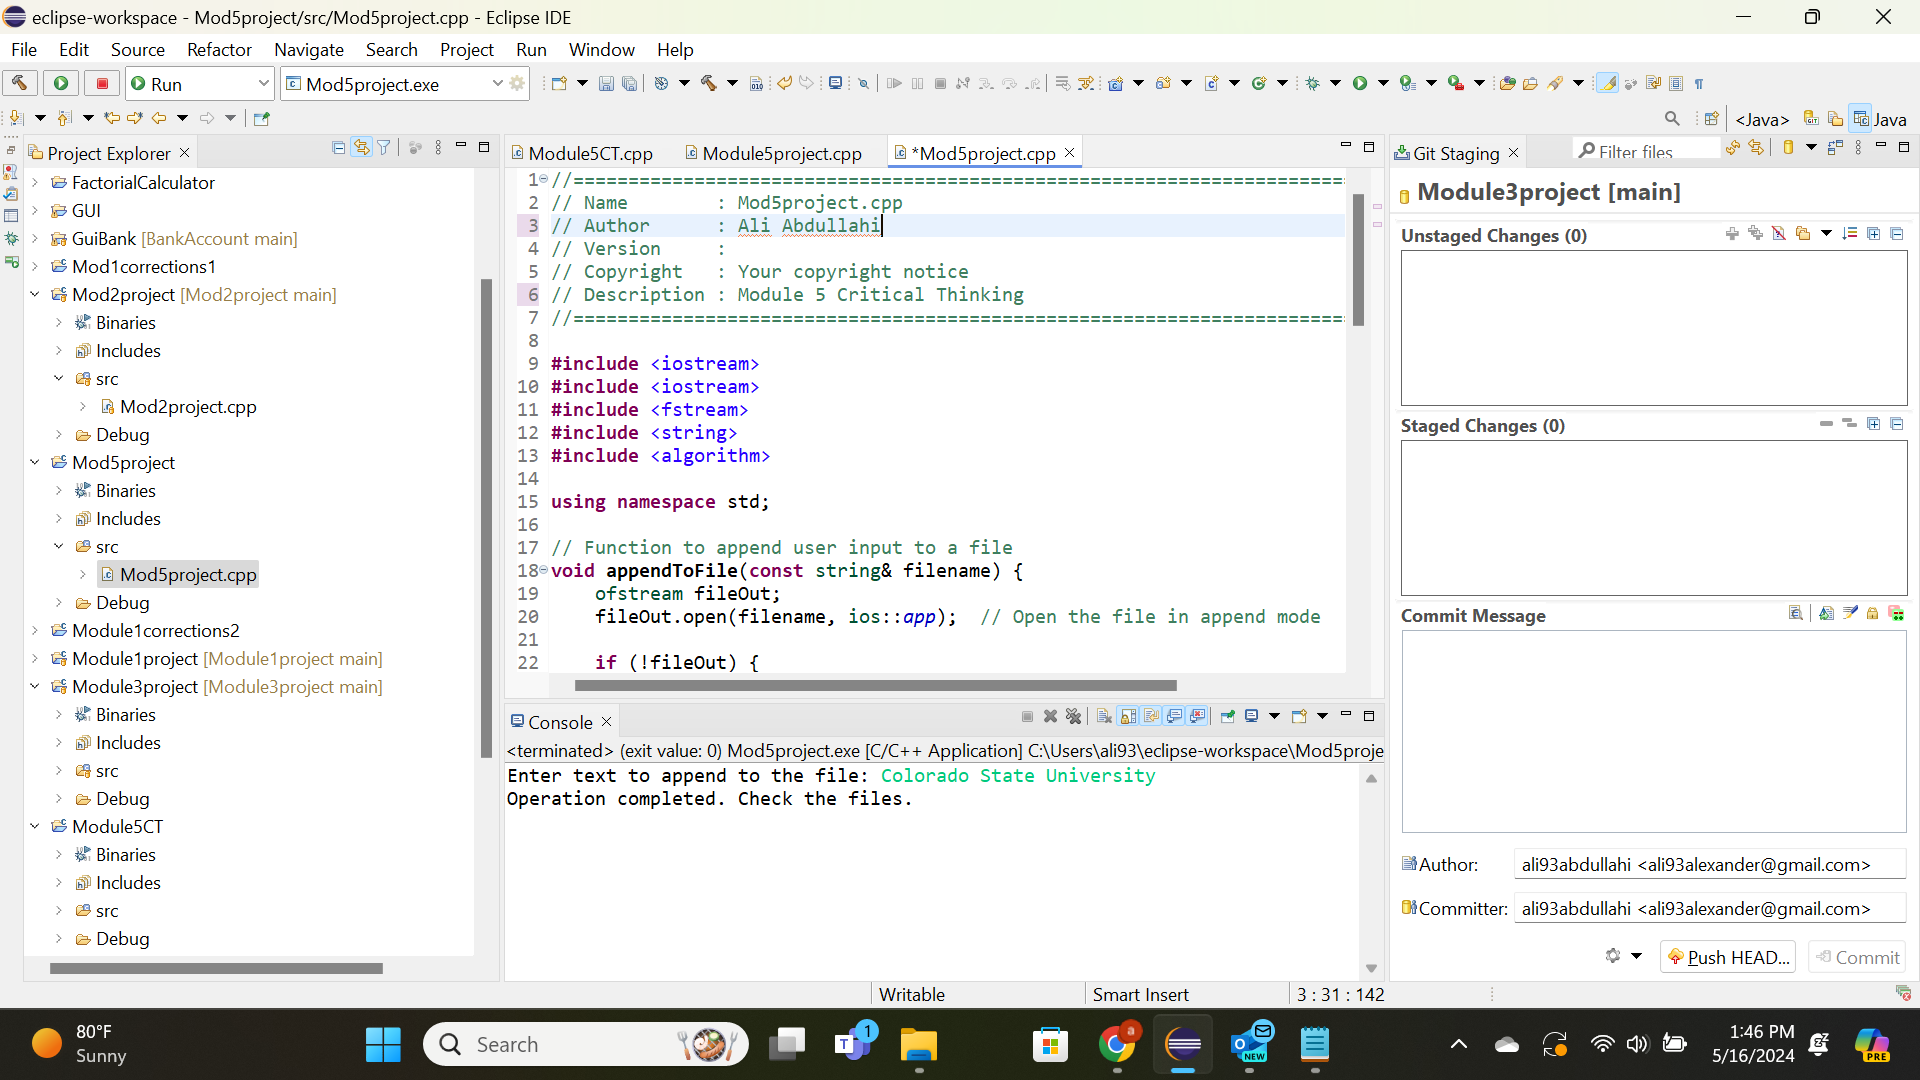 eclipse-workspace - Mod5project/src/Mod5project.cpp - Eclipse IDE
File Edit Source Refactor Navigate Search Project Run Window Help
Run
Mod5project.exe
<Java>
Java
Project Explorer
FactorialCalculator
GUI
GuiBank [BankAccount main]
Mod1corrections1
Mod2project [Mod2project main]
Binaries
Includes
src
Mod2project.cpp
Debug
Mod5project
Binaries
Includes
src
Mod5project.cpp
Debug
Module1corrections2
Module1project [Module1project main]
Module3project [Module3project main]
Binaries
Includes
src
Debug
Module5CT
Binaries
Includes
src
Debug
Module5CT.cpp
Module5project.cpp
*Mod5project.cpp
1 //========================================================================
2 // Name        : Mod5project.cpp
3 // Author      : Ali Abdullahi
4 // Version     :
5 // Copyright   : Your copyright notice
6 // Description : Module 5 Critical Thinking
7 //========================================================================
8
9 #include <iostream>
10 #include <iostream>
11 #include <fstream>
12 #include <string>
13 #include <algorithm>
14
15 using namespace std;
16
17 // Function to append user input to a file
18 void appendToFile(const string& filename) {
19     ofstream fileOut;
20     fileOut.open(filename, ios::app);  // Open the file in append mode
21
22     if (!fileOut) {
Console
<terminated> (exit value: 0) Mod5project.exe [C/C++ Application] C:\Users\ali93\eclipse-workspace\Mod5proje
Enter text to append to the file: Colorado State University
Operation completed. Check the files.
Git Staging
Filter files
Module3project [main]
Unstaged Changes (0)
Staged Changes (0)
Commit Message
Author: ali93abdullahi <ali93alexander@gmail.com>
Committer: ali93abdullahi <ali93alexander@gmail.com>
Push HEAD...
Commit
Writable
Smart Insert
3 : 31 : 142
80°F
Sunny
Search
1
a
NEW
1:46 PM
5/16/2024
PRE